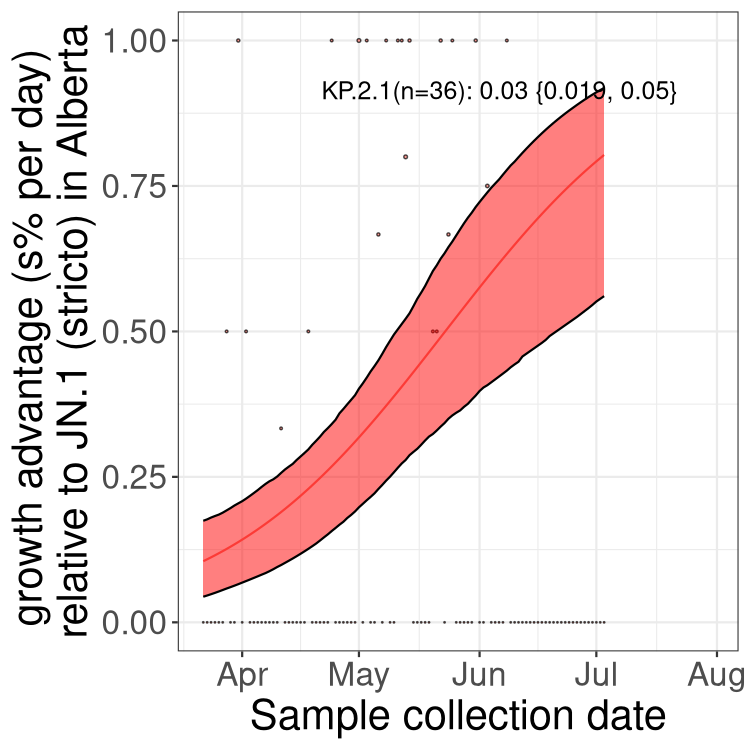 growth advantage (s% per day)
relative to JN.1 (stricto) in Alberta
1.00
0.75
0.50
0.25
0.00
KP.2.1(n=36): 0.03 {0.019, 0.05}
Apr May Jun Jul Aug
Sample collection date